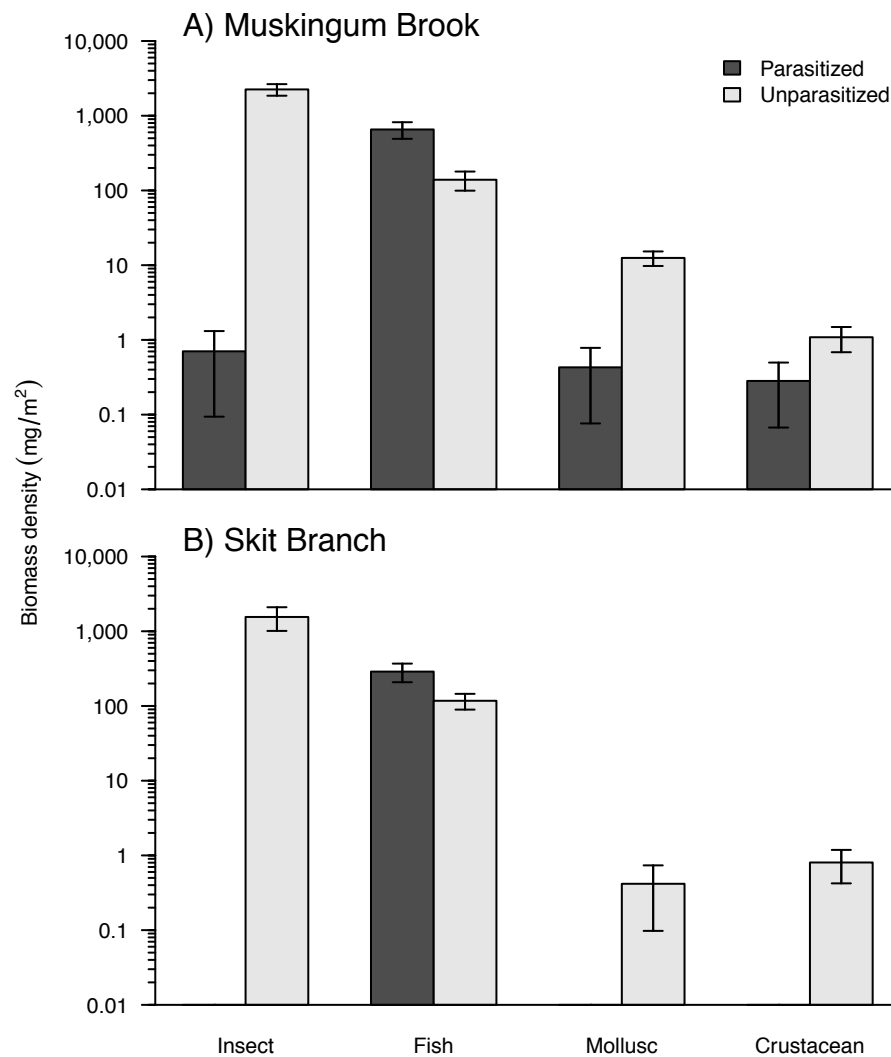 A) Muskingum Brook
Parasitized
Unparasitized
10,000
1,000
100
10
1
0.1
0.01
Biomass density (mg/m²)
B) Skit Branch
10,000
1,000
100
10
1
0.1
0.01
Insect Fish Mollusc Crustacean